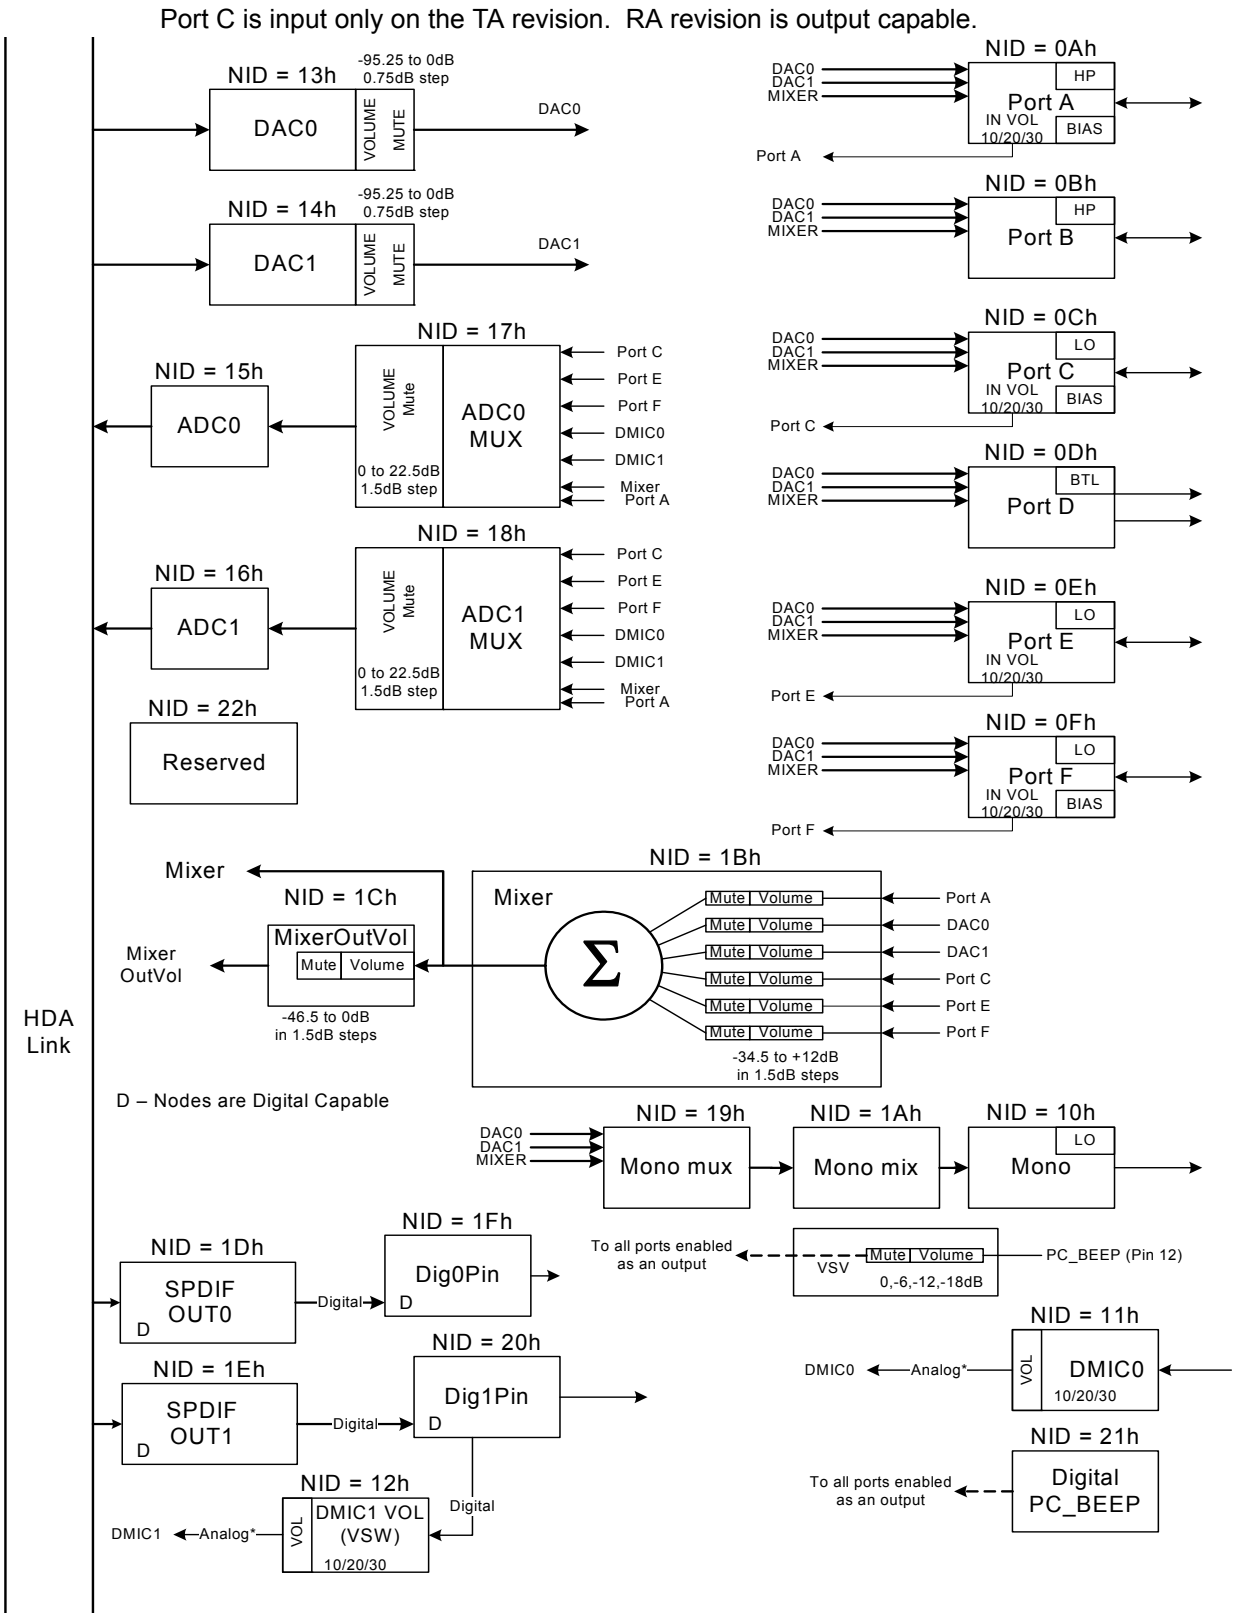 Port C is input only on the TA revision.  RA revision is output capable.
NID = 13h
-95.25 to 0dB
0.75dB step
DAC0
VOLUME
MUTE
DAC0
NID = 14h
-95.25 to 0dB
0.75dB step
DAC1
VOLUME
MUTE
DAC1
NID = 17h
VOLUME
Mute
0 to 22.5dB
1.5dB step
ADC0
MUX
Port C
Port E
Port F
DMIC0
DMIC1
Mixer
Port A
NID = 15h
ADC0
NID = 18h
VOLUME
Mute
0 to 22.5dB
1.5dB step
ADC1
MUX
Port C
Port E
Port F
DMIC0
DMIC1
Mixer
Port A
NID = 16h
ADC1
NID = 22h
Reserved
NID = 0Ah
DAC0
DAC1
MIXER
HP
Port A
IN VOL
10/20/30
BIAS
Port A
NID = 0Bh
DAC0
DAC1
MIXER
HP
Port B
NID = 0Ch
DAC0
DAC1
MIXER
LO
Port C
IN VOL
10/20/30
BIAS
Port C
NID = 0Dh
DAC0
DAC1
MIXER
BTL
Port D
NID = 0Eh
DAC0
DAC1
MIXER
LO
Port E
IN VOL
10/20/30
Port E
NID = 0Fh
DAC0
DAC1
MIXER
LO
Port F
IN VOL
10/20/30
BIAS
Port F
NID = 1Bh
Mixer
Σ
Mute Volume
Port A
Mute Volume
DAC0
Mute Volume
DAC1
Mute Volume
Port C
Mute Volume
Port E
Mute Volume
Port F
-34.5 to +12dB
in 1.5dB steps
Mixer
NID = 1Ch
MixerOutVol
Mute Volume
-46.5 to 0dB
in 1.5dB steps
Mixer
OutVol
HDA
Link
D – Nodes are Digital Capable
NID = 19h
DAC0
DAC1
MIXER
Mono mux
NID = 1Ah
Mono mix
NID = 10h
LO
Mono
To all ports enabled
as an output
VSV
Mute Volume
0,-6,-12,-18dB
PC_BEEP (Pin 12)
NID = 1Dh
SPDIF
OUT0
D
Digital
NID = 1Fh
Dig0Pin
D
NID = 1Eh
SPDIF
OUT1
D
Digital
NID = 20h
Dig1Pin
D
Digital
NID = 12h
VOL
DMIC1 VOL
(VSW)
10/20/30
Analog*
DMIC1
NID = 11h
VOL
DMIC0
10/20/30
Analog*
DMIC0
NID = 21h
Digital
PC_BEEP
To all ports enabled
as an output